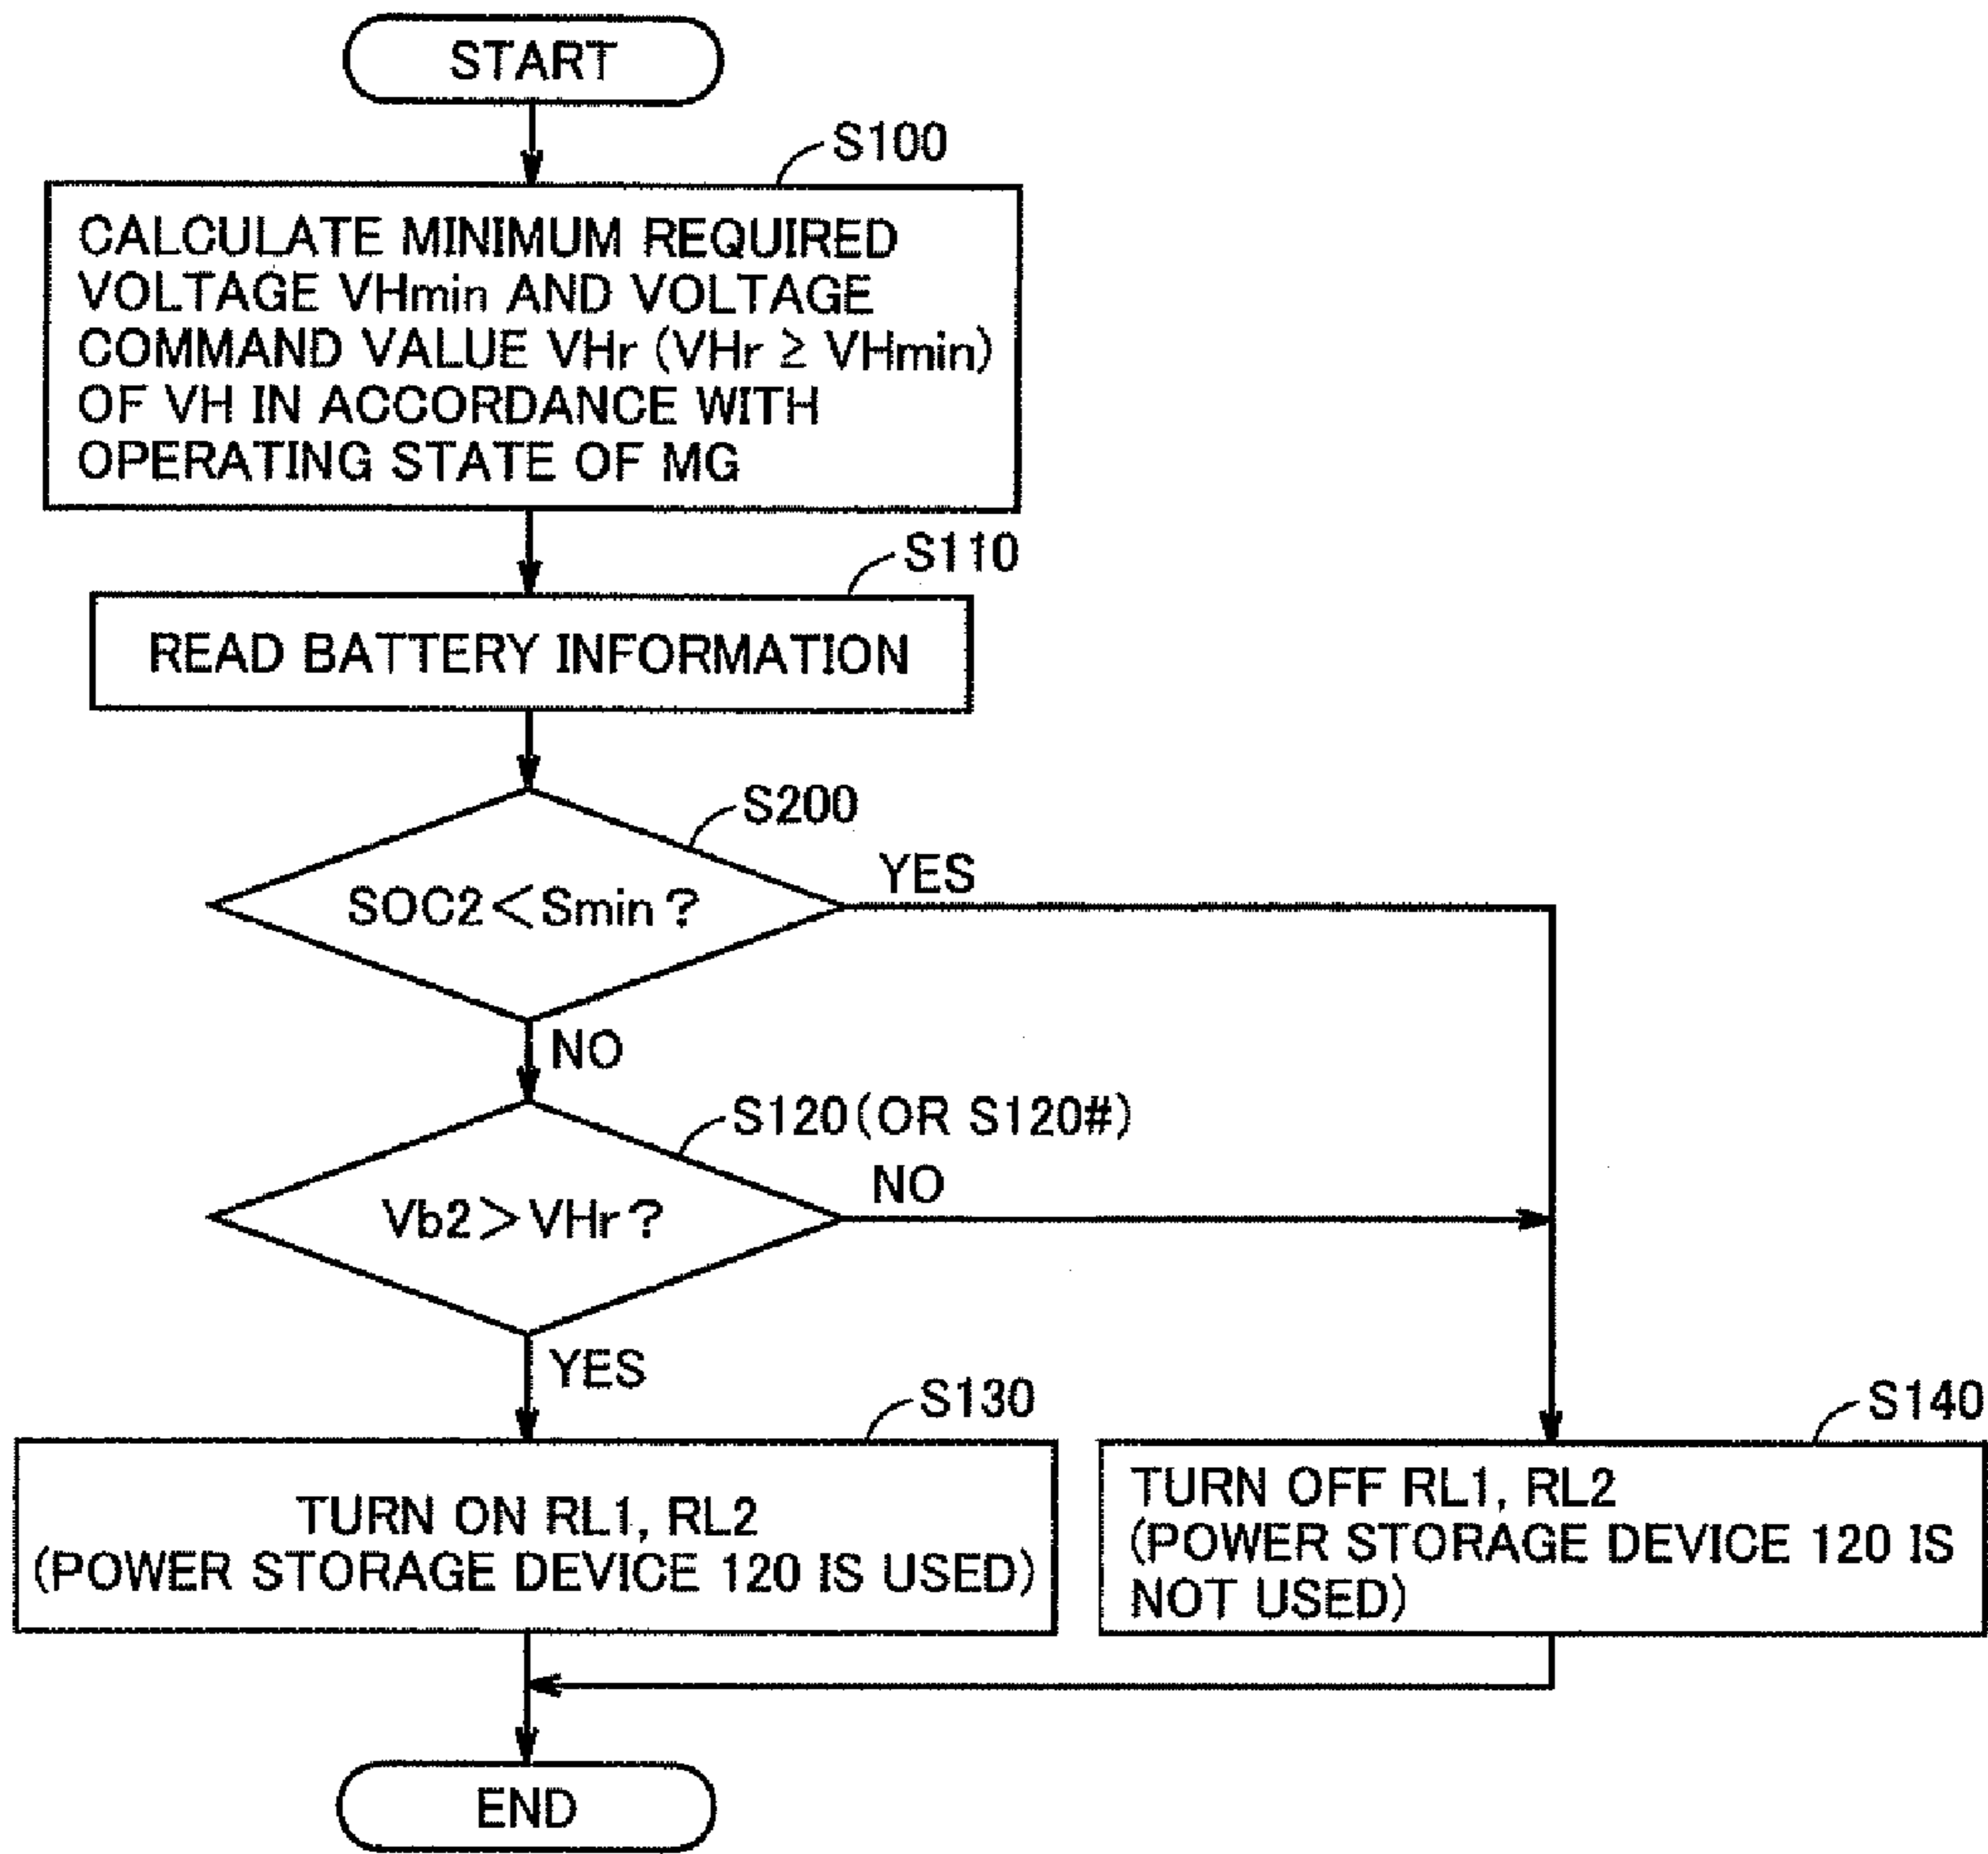 START
S100
CALCULATE MINIMUM REQUIRED
VOLTAGE VHmin AND VOLTAGE
COMMAND VALUE VHr (VHr ≥ VHmin)
OF VH IN ACCORDANCE WITH
OPERATING STATE OF MG
S110
READ BATTERY INFORMATION
S200
SOC2<Smin?
YES
NO
S120(OR S120#)
Vb2>VHr?
NO
YES
S130
TURN ON RL1, RL2
(POWER STORAGE DEVICE 120 IS USED)
S140
TURN OFF RL1, RL2
(POWER STORAGE DEVICE 120 IS
NOT USED)
END